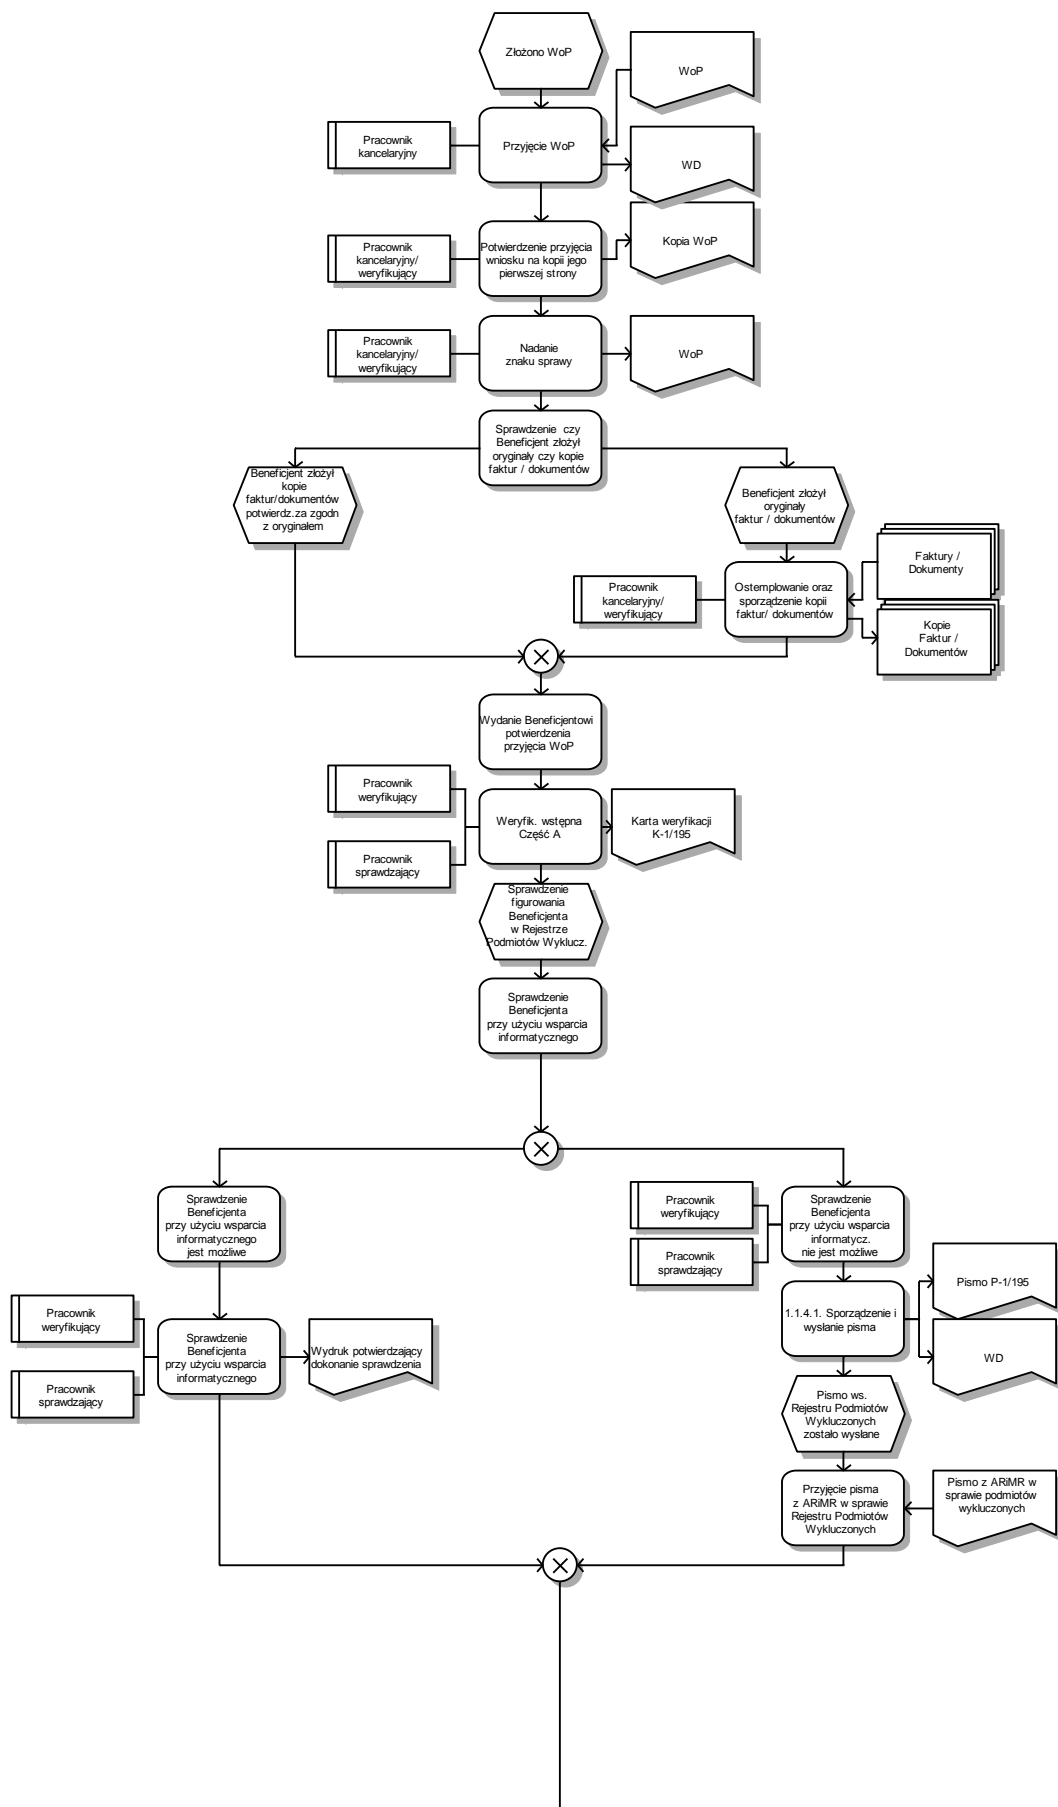 Złożono WoP
WoP
Pracownik
kancelaryjny
Przyjęcie WoP
WD
Pracownik
kancelaryjny/
weryfikujący
Potwierdzenie przyjęcia
wniosku na kopii jego
pierwszej strony
Kopia WoP
Pracownik
kancelaryjny/
weryfikujący
Nadanie
znaku sprawy
WoP
Sprawdzenie czy
Beneficjent złożył
oryginały czy kopie
faktur / dokumentów
Beneficjent złożył
kopie
faktur/dokumentów
potwierdz.za zgodn
z oryginałem
Beneficjent złożył
oryginały
faktur / dokumentów
Faktury /
Dokumenty
Pracownik
kancelaryjny/
weryfikujący
Ostemplowanie oraz
sporządzenie kopii
faktur/ dokumentów
Kopie
Faktur /
Dokumentów
Wydanie Beneficjentowi
potwierdzenia
przyjęcia WoP
Pracownik
weryfikujący
Weryfik. wstępna
Część A
Karta weryfikacji
K-1/195
Pracownik
sprawdzający
Sprawdzenie
figurowania
Beneficjenta
w Rejestrze
Podmiotów Wyklucz.
Sprawdzenie
Beneficjenta
przy użyciu wsparcia
informatycznego
Sprawdzenie
Beneficjenta
przy użyciu wsparcia
informatycznego
jest możliwe
Pracownik
weryfikujący
Pracownik
sprawdzający
Sprawdzenie
Beneficjenta
przy użyciu wsparcia
informatycz.
nie jest możliwe
Pismo P-1/195
1.1.4.1. Sporządzenie i
wysłanie pisma
WD
Pracownik
weryfikujący
Pracownik
sprawdzający
Sprawdzenie
Beneficjenta
przy użyciu wsparcia
informatycznego
Wydruk potwierdzający
dokonanie sprawdzenia
Pismo ws.
Rejestru Podmiotów
Wykluczonych
zostało wysłane
Przyjęcie pisma
z ARiMR w sprawie
Rejestru Podmiotów
Wykluczonych
Pismo z ARiMR w
sprawie podmiotów
wykluczonych